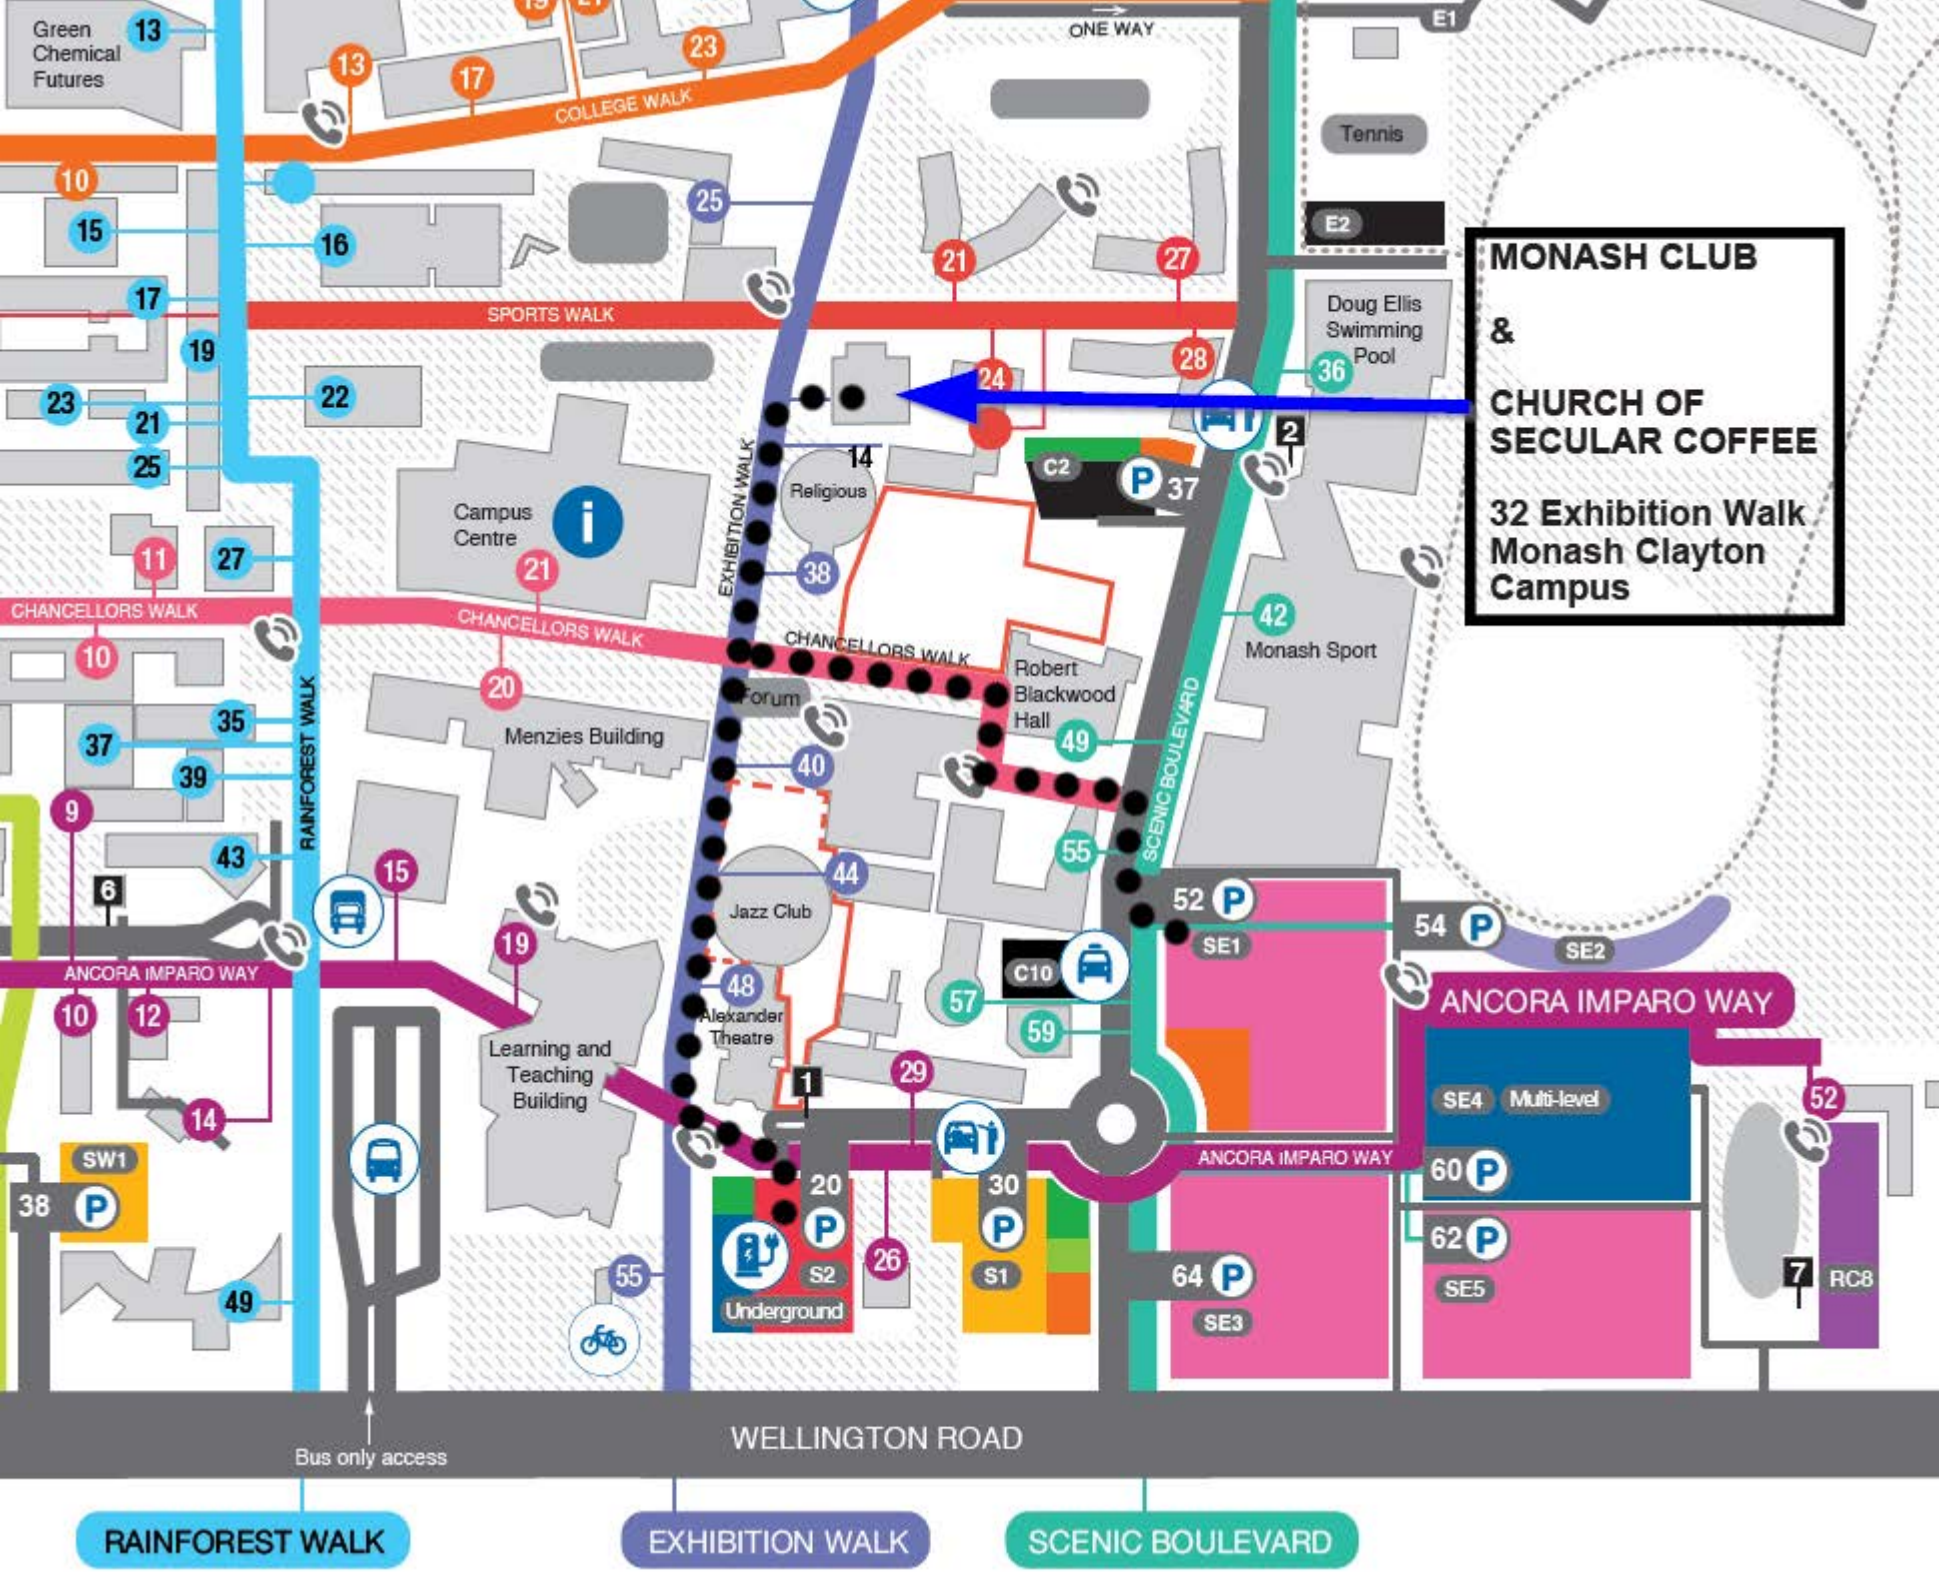 ONE WAY
E1
Green
Chemical
Futures
13
19
21
13
17
23
COLLEGE WALK
Tennis
10
15
16
25
E2
21
27
17
SPORTS WALK
19
Doug Ellis
Swimming
Pool
36
28
24
22
23
21
25
MONASH CLUB
&
CHURCH OF
SECULAR COFFEE
32 Exhibition Walk
Monash Clayton
Campus
14
Religious
C2
P
37
2
Campus
Centre
i
EXHIBITION WALK
11
27
21
38
42
CHANCELLORS WALK
CHANCELLORS WALK
CHANCELLORS WALK
10
20
Monash Sport
Robert
Blackwood
Hall
Forum
Menzies Building
35
37
39
RAINFOREST WALK
40
49
SCENIC BOULEVARD
9
43
15
44
55
6
Jazz Club
52 P
SE1
54 P
SE2
19
C10
ANCORA IMPARO WAY
10
12
48
Alexander
Theatre
57
59
ANCORA IMPARO WAY
Learning and
Teaching
Building
1
29
SE4
Multi-level
52
14
ANCORA IMPARO WAY
60 P
SW1
38 P
20
P
S2
Underground
26
30
P
S1
62 P
SE5
64 P
SE3
7
RC8
49
55
Bus only access
WELLINGTON ROAD
RAINFOREST WALK
EXHIBITION WALK
SCENIC BOULEVARD